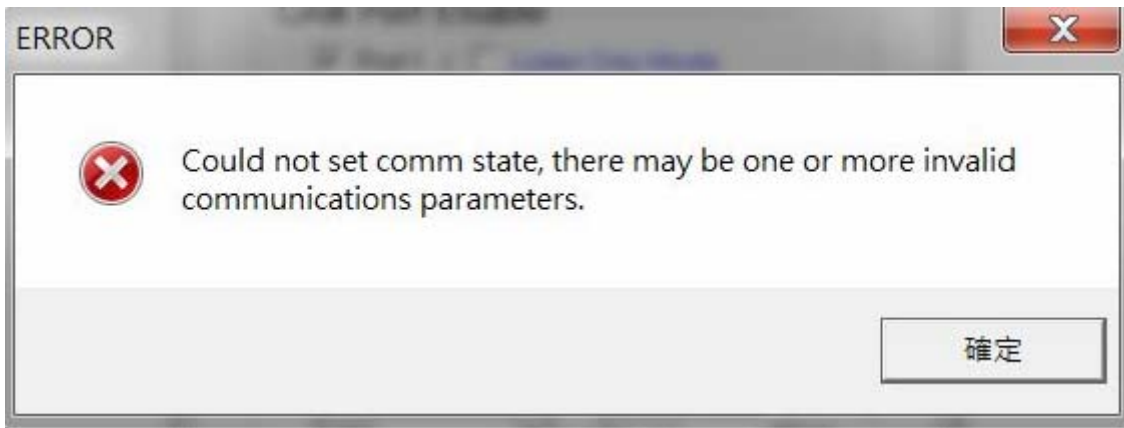 ERROR
Could not set comm state, there may be one or more invalid
communications parameters.
確定